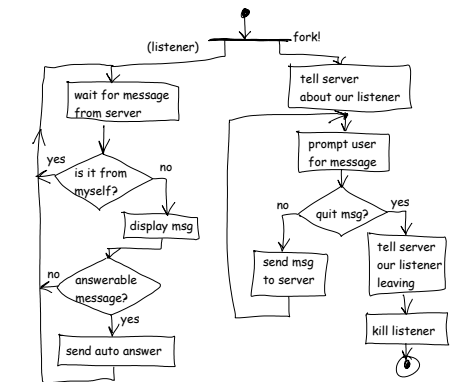 fork!
(listener)
wait for message
from server
is it from
myself?
yes
no
display msg
answerable
message?
no
yes
send auto answer
tell server
about our listener
prompt user
for message
quit msg?
no
yes
send msg
to server
tell server
our listener
leaving
kill listener